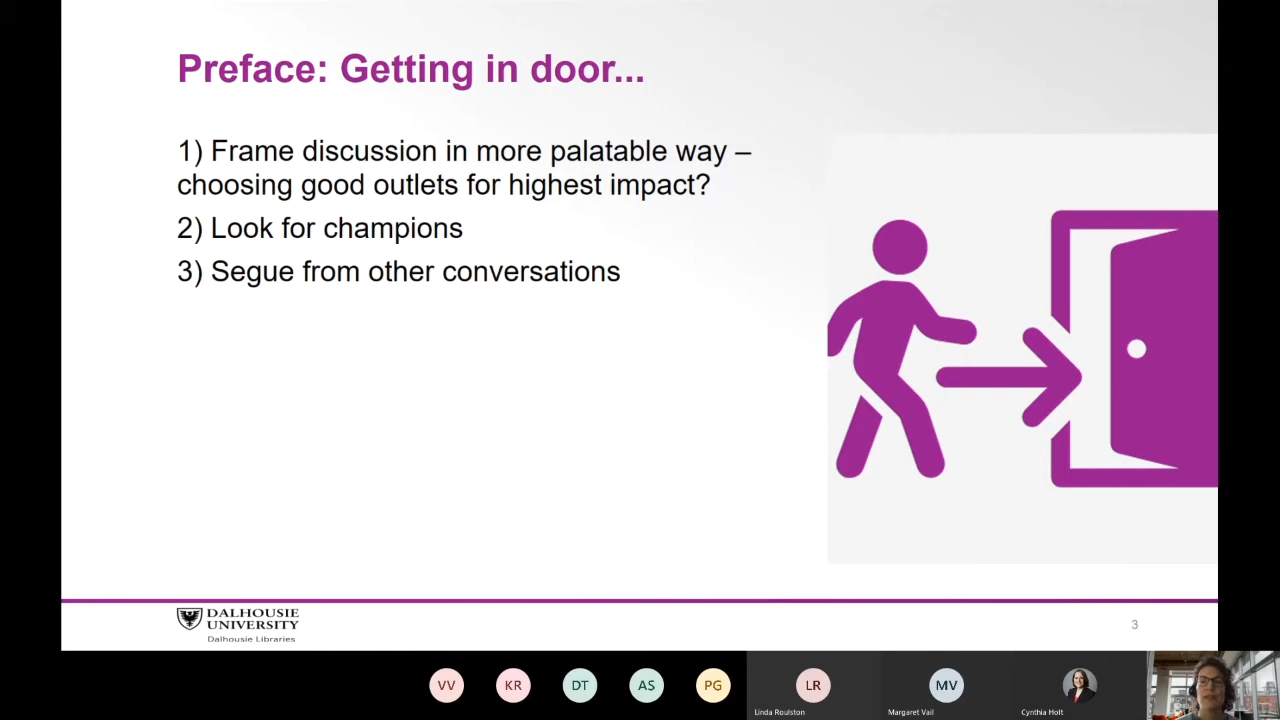 Preface: Getting in door...
1) Frame discussion in more palatable way –
choosing good outlets for highest impact?
2) Look for champions
3) Segue from other conversations
DALHOUSIE
UNIVERSITY
Dalhousie Libraries
3
VV
KR
DT
AS
PG
LR
MV
Linda Roulston
Margaret Vail
Cynthia Holt